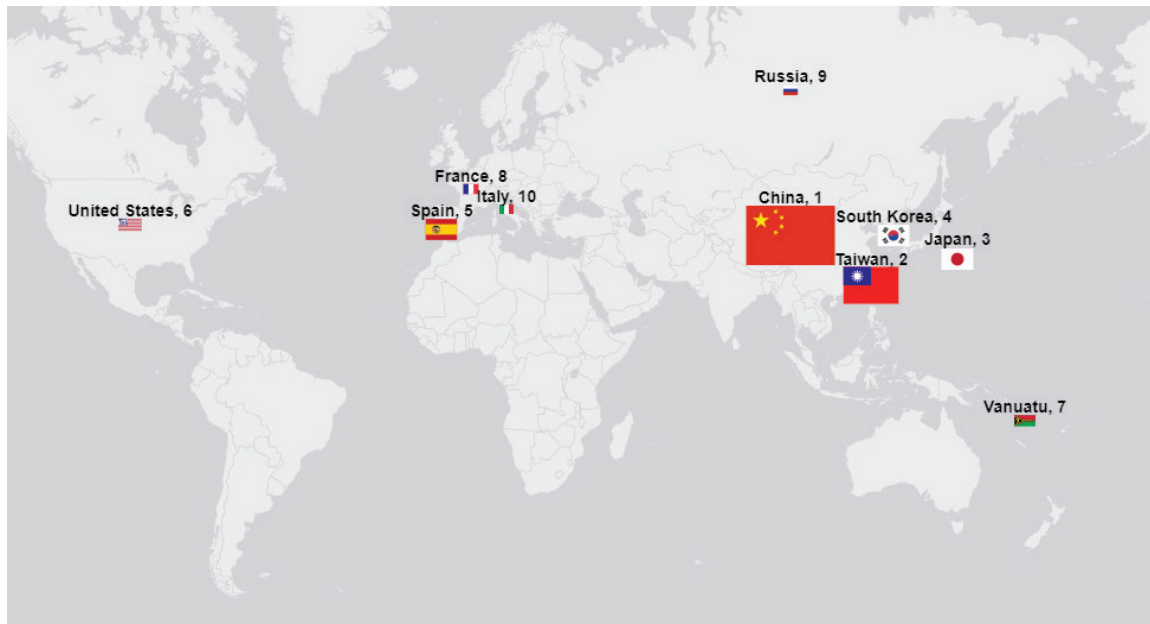 Russia, 9
France, 8
Italy, 10
China, 1
United States, 6
Spain, 5
South Korea, 4
Japan, 3
Taiwan, 2
Vanuatu, 7